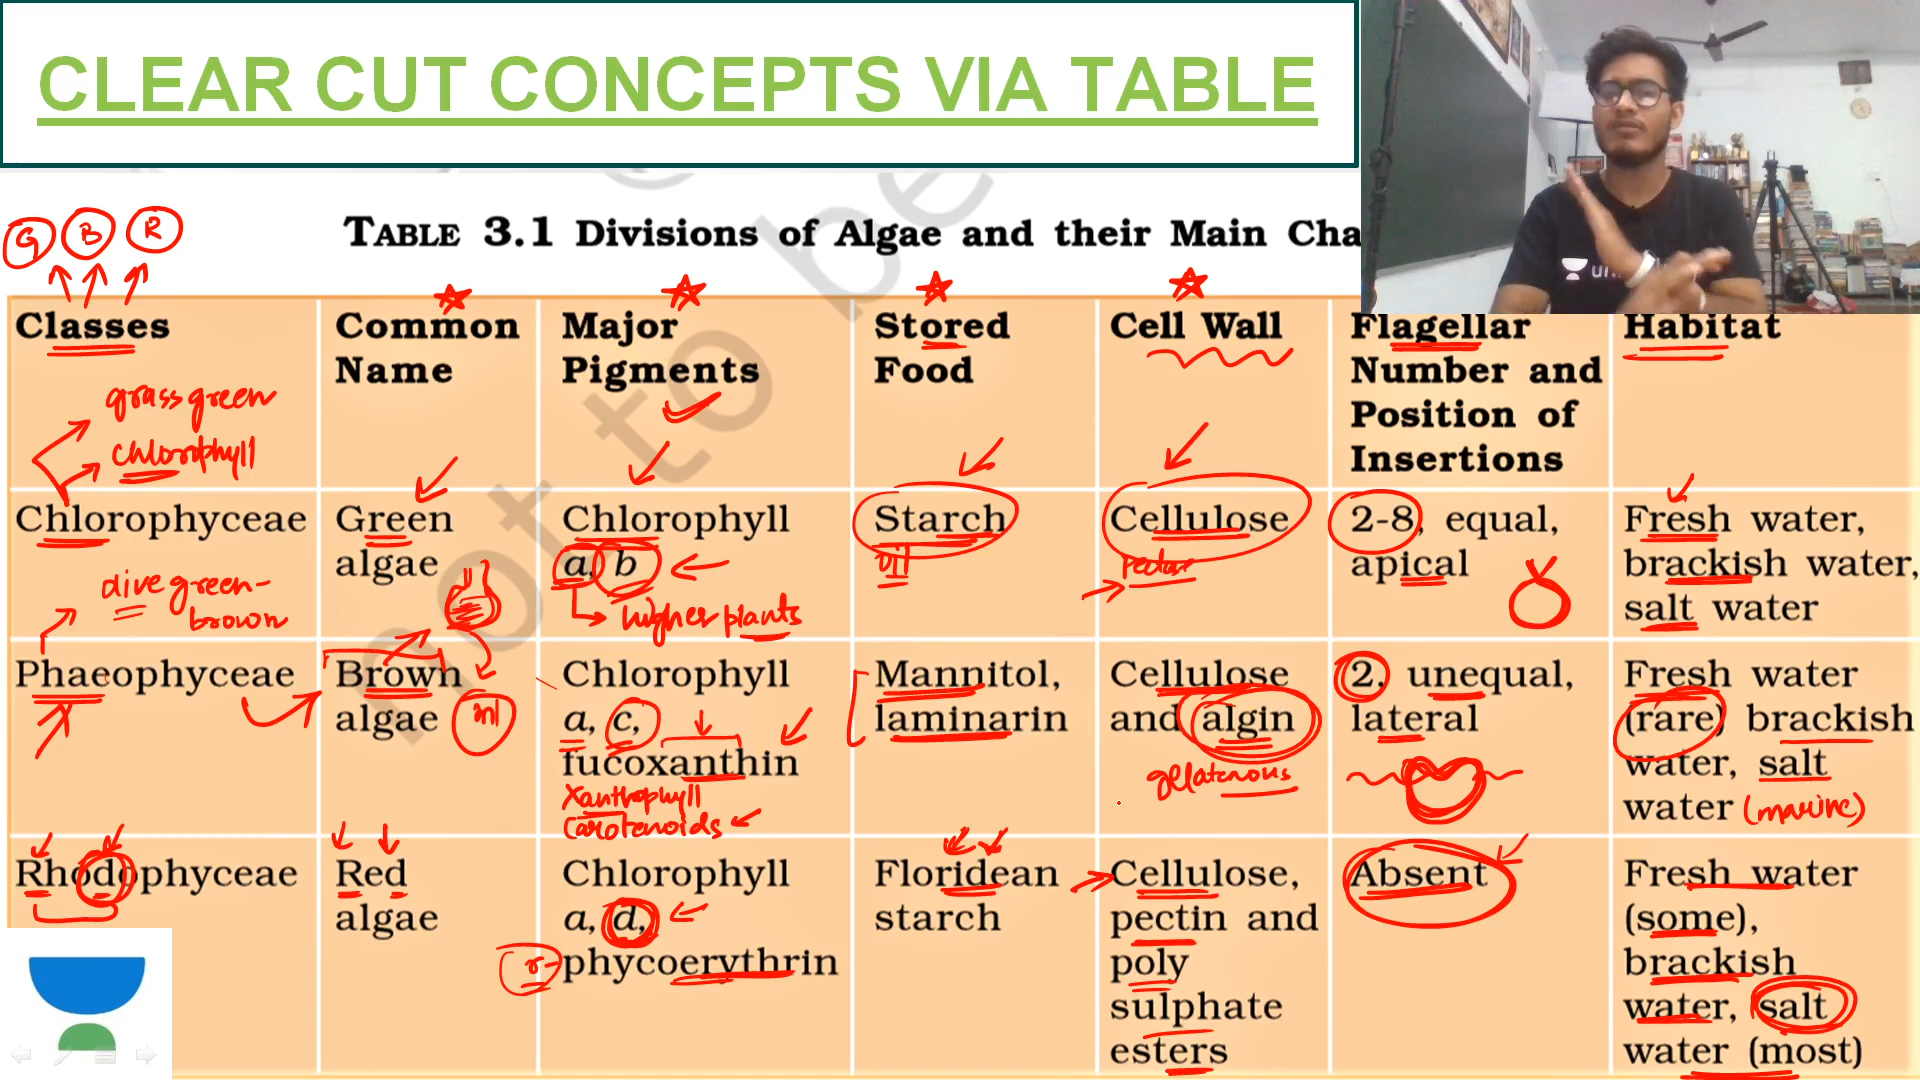 CLEAR CUT CONCEPTS VIA TABLE
G B R
TABLE 3.1 Divisions of Algae and their Main Cha
Classes
Common
Name
Major
Pigments
Stored
Food
Cell Wall
Flagellar
Number and
Position of
Insertions
Habitat
grass green
chlorophyll
Chlorophyceae
Green
algae
Chlorophyll
a, b
higher plants
Starch
oil
Cellulose
2-8, equal,
apical
Fresh water,
brackish water,
salt water
olive green-
brown
Phaeophyceae
Brown
algae
Chlorophyll
a, c,
fucoxanthin
Xanthophyll
Carotenoids
Mannitol,
laminarin
Cellulose
and algin
gelatenous
2, unequal,
lateral
Fresh water
(rare) brackish
water, salt
water (marine)
Rhodophyceae
Red
algae
Chlorophyll
a, d,
r- phycoerythrin
Floridean
starch
Cellulose,
pectin and
poly
sulphate
esters
Absent
Fresh water
(some),
brackish
water, salt
water (most)